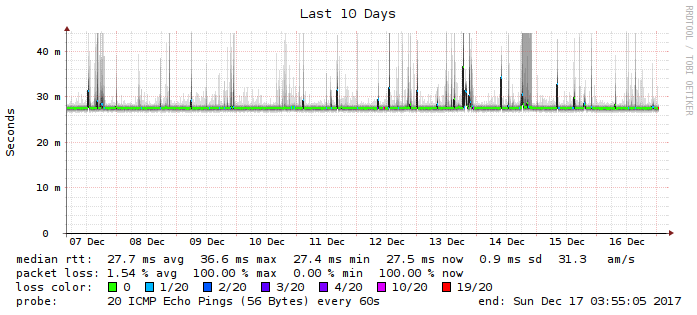 Last 10 Days
RRDTOOL / TOBI OETIKER
Seconds
40 m
30 m
20 m
10 m
0
07 Dec 08 Dec 09 Dec 10 Dec 11 Dec 12 Dec 13 Dec 14 Dec 15 Dec 16 Dec
median rtt: 27.7 ms avg 36.6 ms max 27.4 ms min 27.5 ms now 0.9 ms sd 31.3 am/s
packet loss: 1.54 % avg 100.00 % max 0.00 % min 100.00 % now
loss color: 0 1/20 2/20 3/20 4/20 10/20 19/20
probe: 20 ICMP Echo Pings (56 Bytes) every 60s end: Sun Dec 17 03:55:05 2017